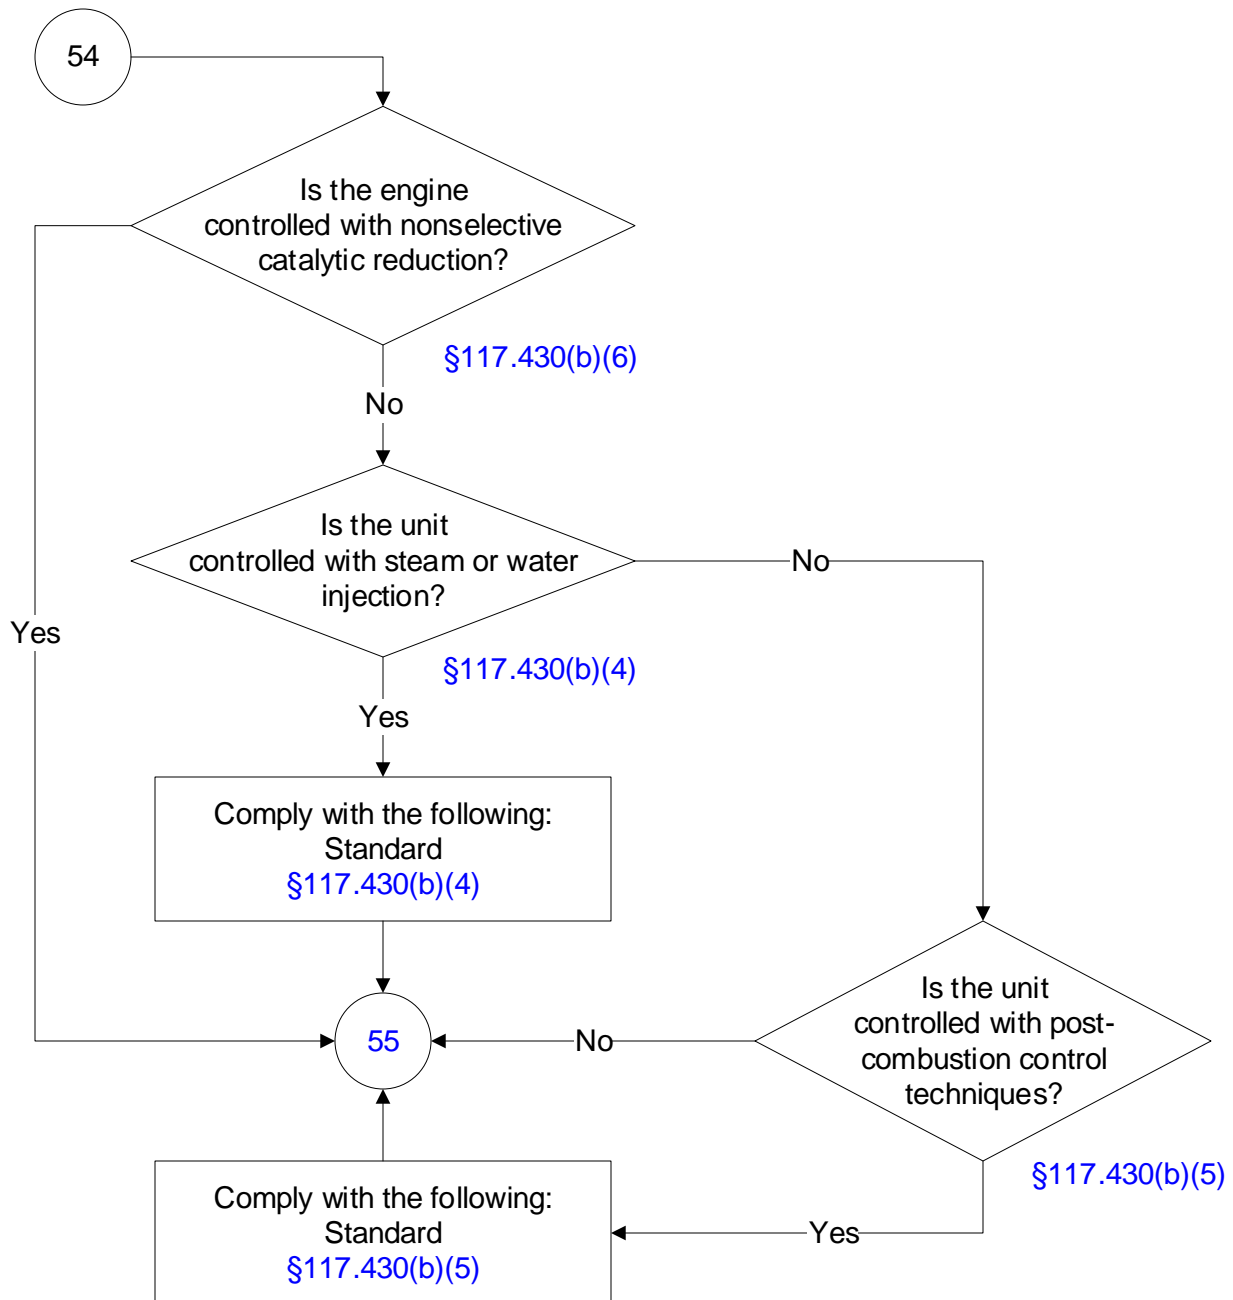 54
Is the engine
controlled with nonselective
catalytic reduction?
§117.430(b)(6)
No
Is the unit
controlled with steam or water
injection?
No
Yes
§117.430(b)(4)
Yes
Comply with the following:
Standard
§117.430(b)(4)
Is the unit
controlled with post-
combustion control
techniques?
55
No
§117.430(b)(5)
Comply with the following:
Standard
§117.430(b)(5)
Yes